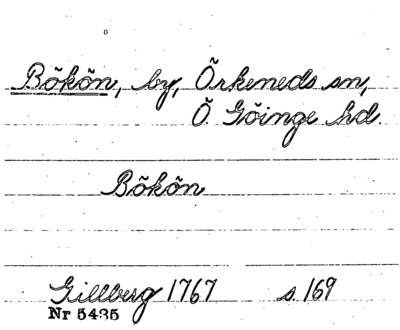 Bökön, by, Örkeneds sn,
Ö. Göinge hd.
Bökön
Gillberg 1767 s. 169
Nr 5435